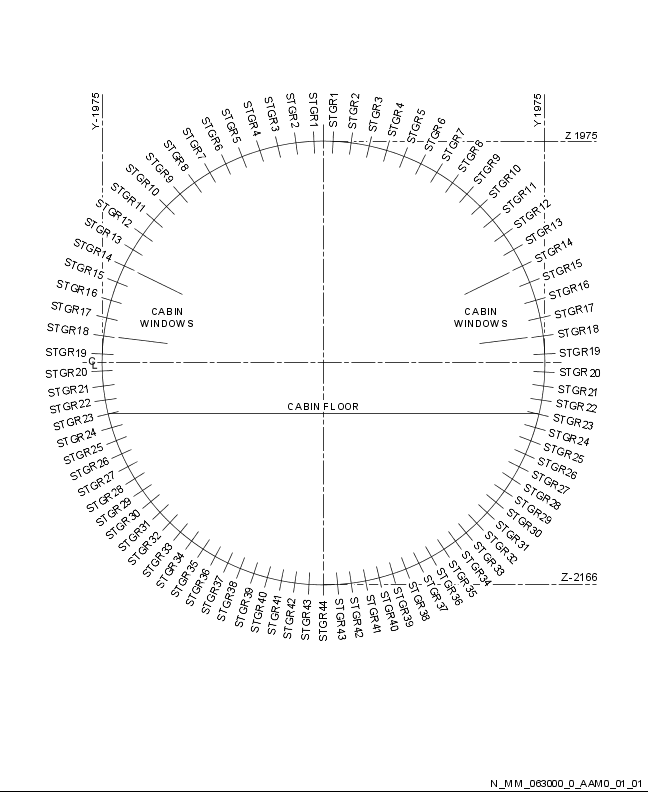 Y-1975
Y 1975
Z 1975
STGR1
STGR2
STGR3
STGR4
STGR5
STGR6
STGR7
STGR8
STGR9
STGR10
STGR11
STGR12
STGR13
STGR14
STGR15
STGR16
STGR17
STGR18
STGR19
STGR20
STGR21
STGR22
STGR23
STGR24
STGR25
STGR26
STGR27
STGR28
STGR29
STGR30
STGR31
STGR32
STGR33
STGR34
STGR35
STGR36
STGR37
STGR38
STGR39
STGR40
STGR41
STGR42
STGR43
STGR44
STGR1
STGR2
STGR3
STGR4
STGR5
STGR6
STGR7
STGR8
STGR9
STGR10
STGR11
STGR12
STGR13
STGR14
STGR15
STGR16
STGR17
STGR18
STGR19
STGR20
STGR21
STGR22
STGR23
STGR24
STGR25
STGR26
STGR27
STGR28
STGR29
STGR30
STGR31
STGR32
STGR33
STGR34
STGR35
STGR36
STGR37
STGR38
STGR39
STGR40
STGR41
STGR42
STGR43
CABIN
WINDOWS
CABIN
WINDOWS
CL
CABIN FLOOR
Z-2166
N_MM_063000_0_AAM0_01_01